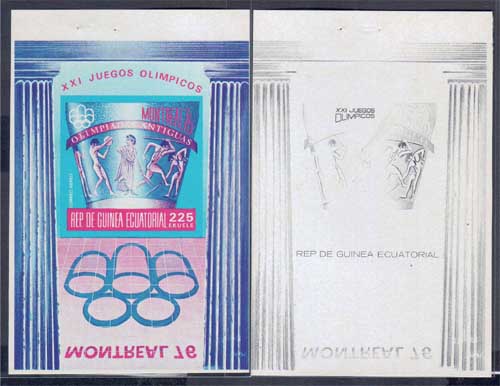 XXI JUEGOS OLIMPICOS
MONTREAL 76
OLIMPIADAS ANTIGUAS
REP DE GUINEA ECUATORIAL 225
EKUELE
MONTREAL 76
XXI JUEGOS
OLIMPICOS
REP DE GUINEA ECUATORIAL
MONTREAL 76